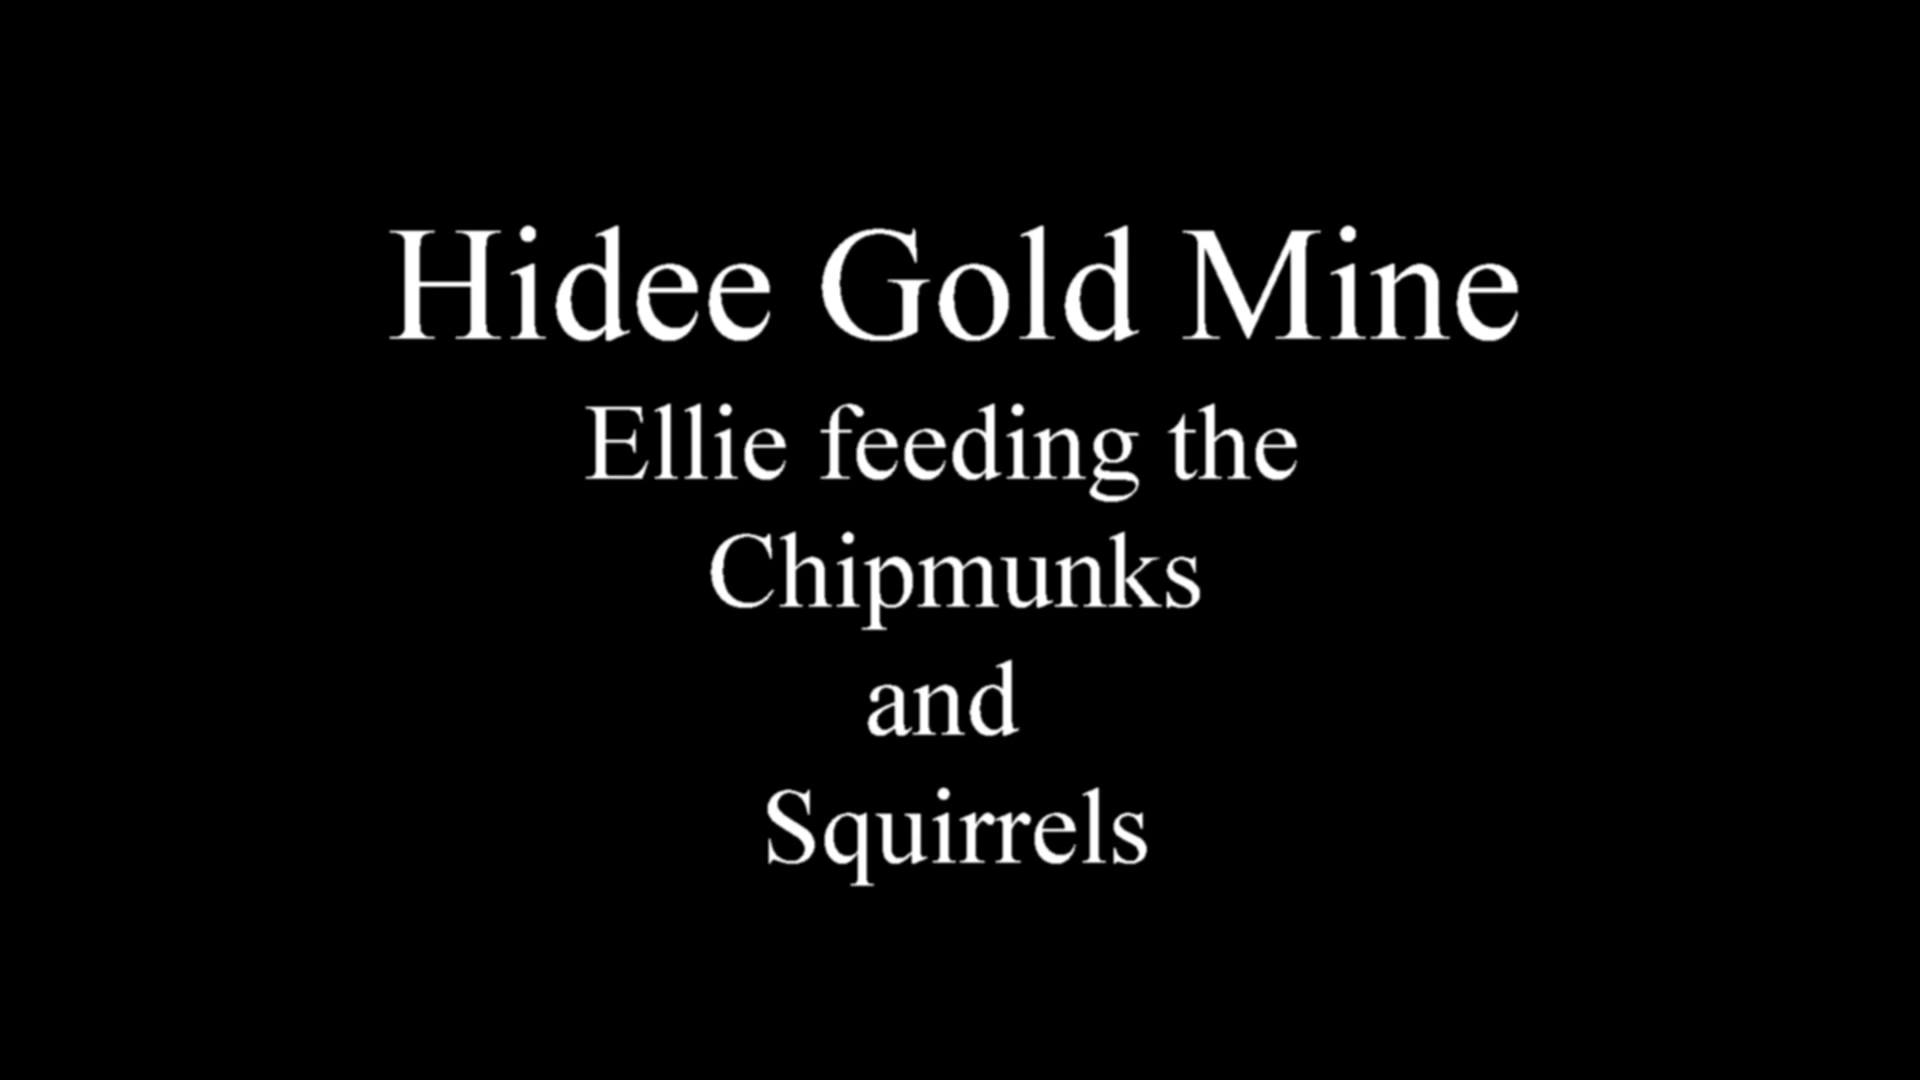 Hidee Gold Mine
Ellie feeding the
Chipmunks
and
Squirrels